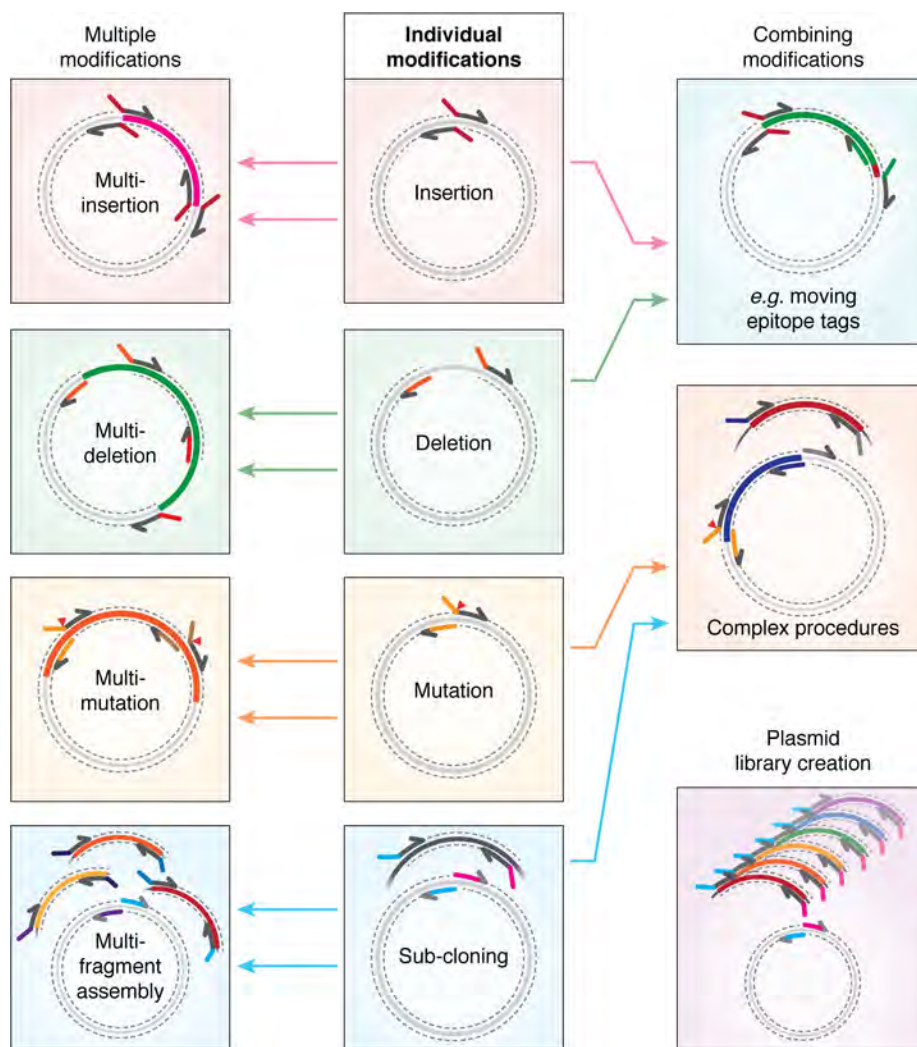 Multiple
modifications
Individual
modifications
Combining
modifications
Multi-
insertion
Insertion
e.g. moving
epitope tags
Multi-
deletion
Deletion
Complex procedures
Multi-
mutation
Mutation
Plasmid
library creation
Multi-
fragment
assembly
Sub-cloning